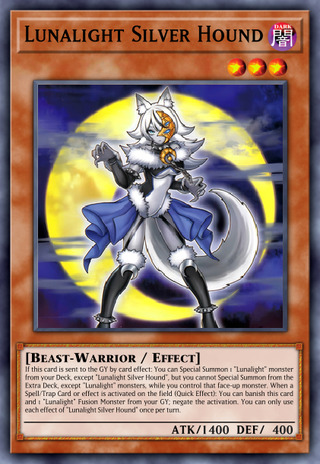 Lunalight Silver Hound
DARK
闇
[Beast-Warrior / Effect]
If this card is sent to the GY by card effect: You can Special Summon 1 "Lunalight" monster
from your Deck, except "Lunalight Silver Hound", but you cannot Special Summon from the
Extra Deck, except "Lunalight" monsters, while you control that face-up monster. When a
Spell/Trap Card or effect is activated on the field (Quick Effect): You can banish this card
and 1 "Lunalight" Fusion Monster from your GY; negate the activation. You can only use
each effect of "Lunalight Silver Hound" once per turn.
ATK/1400 DEF/ 400